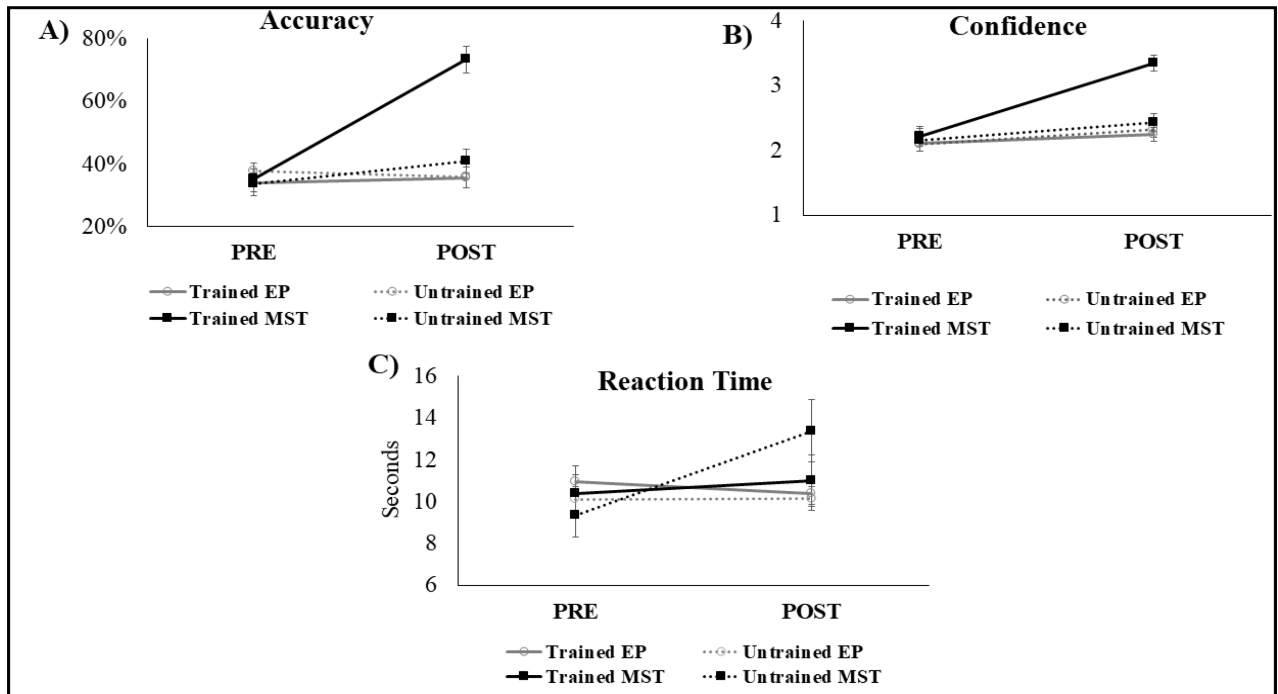 A) Accuracy
80%
60%
40%
20%
PRE POST
Trained EP Untrained EP
Trained MST Untrained MST
B) Confidence
4
3
2
1
PRE POST
Trained EP Untrained EP
Trained MST Untrained MST
C) Reaction Time
16
14
12
10
8
6
Seconds
PRE POST
Trained EP Untrained EP
Trained MST Untrained MST